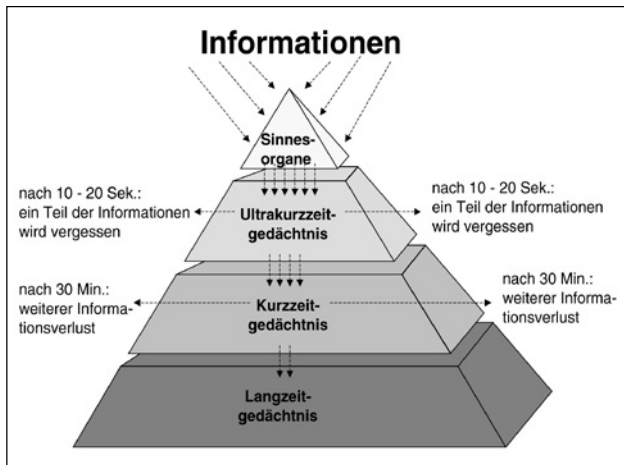 Informationen
Sinnes-
organe
nach 10 - 20 Sek.:
ein Teil der Informationen
wird vergessen
Ultrakurzzeit-
gedächtnis
nach 10 - 20 Sek.:
ein Teil der Informationen
wird vergessen
nach 30 Min.:
weiterer Informa-
tionsverlust
Kurzzeit-
gedächtnis
nach 30 Min.:
weiterer Informa-
tionsverlust
Langzeit-
gedächtnis